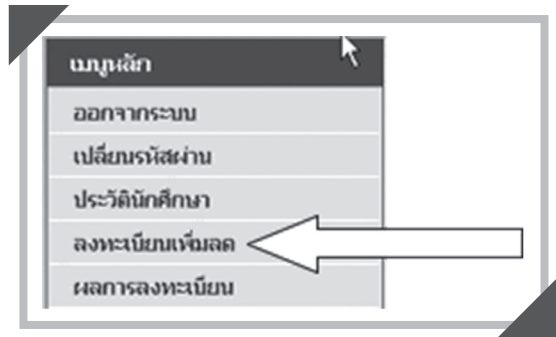 เมนูหลัก
ออกจากระบบ
เปลี่ยนรหัสผ่าน
ประวัตินักศึกษา
ลงทะเบียนเพิ่มลด
ผลการลงทะเบียน